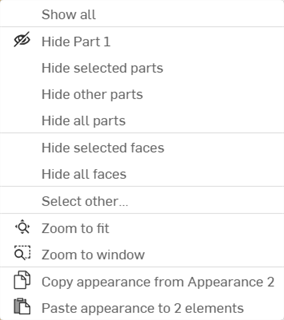 Show all
Hide Part 1
Hide selected parts
Hide other parts
Hide all parts
Hide selected faces
Hide all faces
Select other...
Zoom to fit
Zoom to window
Copy appearance from Appearance 2
Paste appearance to 2 elements